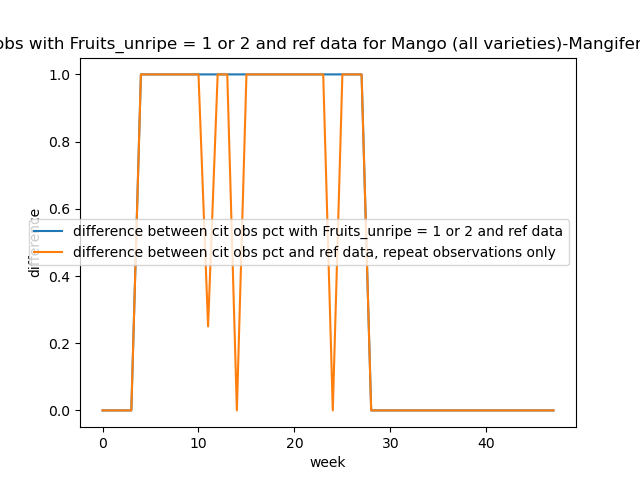 obs with Fruits_unripe = 1 or 2 and ref data for Mango (all varieties)-Mangifer
1.0
0.8
0.6
0.4
0.2
0.0
difference
difference between cit obs pct with Fruits_unripe = 1 or 2 and ref data
difference between cit obs pct and ref data, repeat observations only
0
10
20
30
40
week